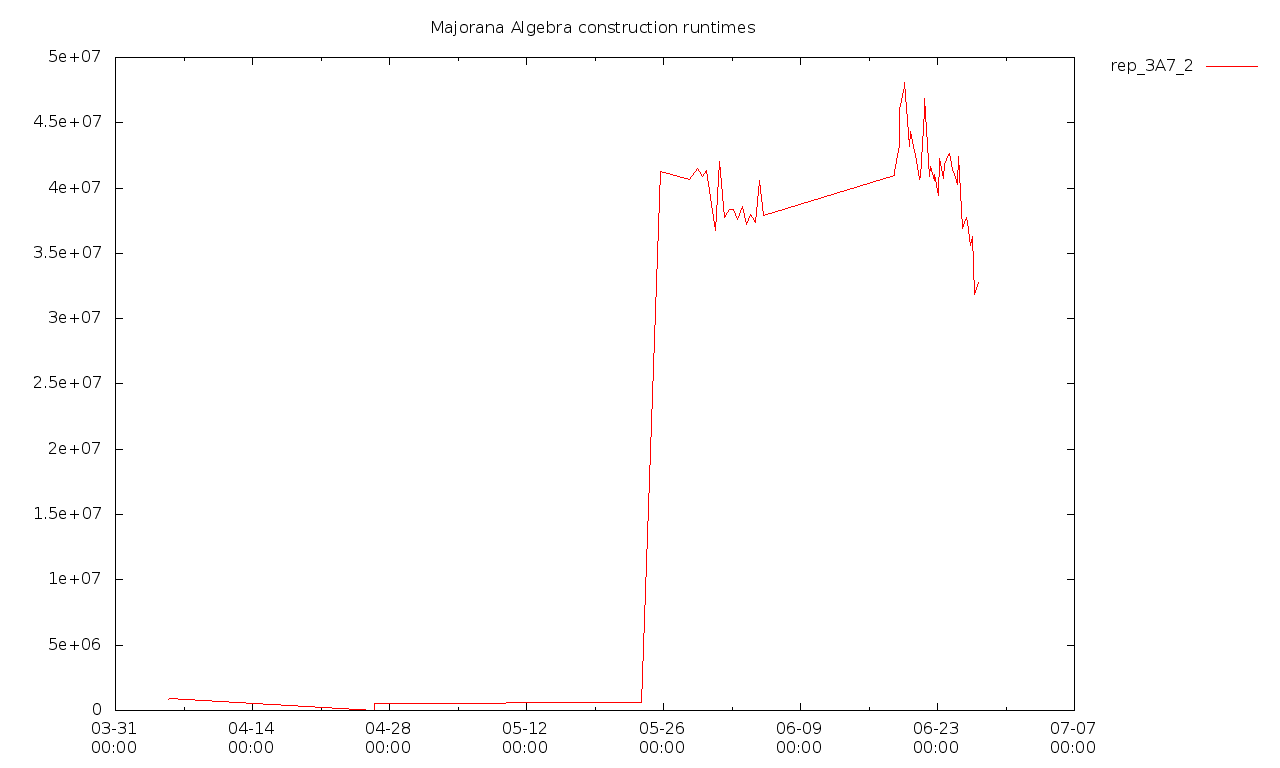 Majorana Algebra construction runtimes
rep_3A7_2
5e+07
4.5e+07
4e+07
3.5e+07
3e+07
2.5e+07
2e+07
1.5e+07
1e+07
5e+06
0
03-31 04-14 04-28 05-12 05-26 06-09 06-23 07-07
00:00 00:00 00:00 00:00 00:00 00:00 00:00 00:00